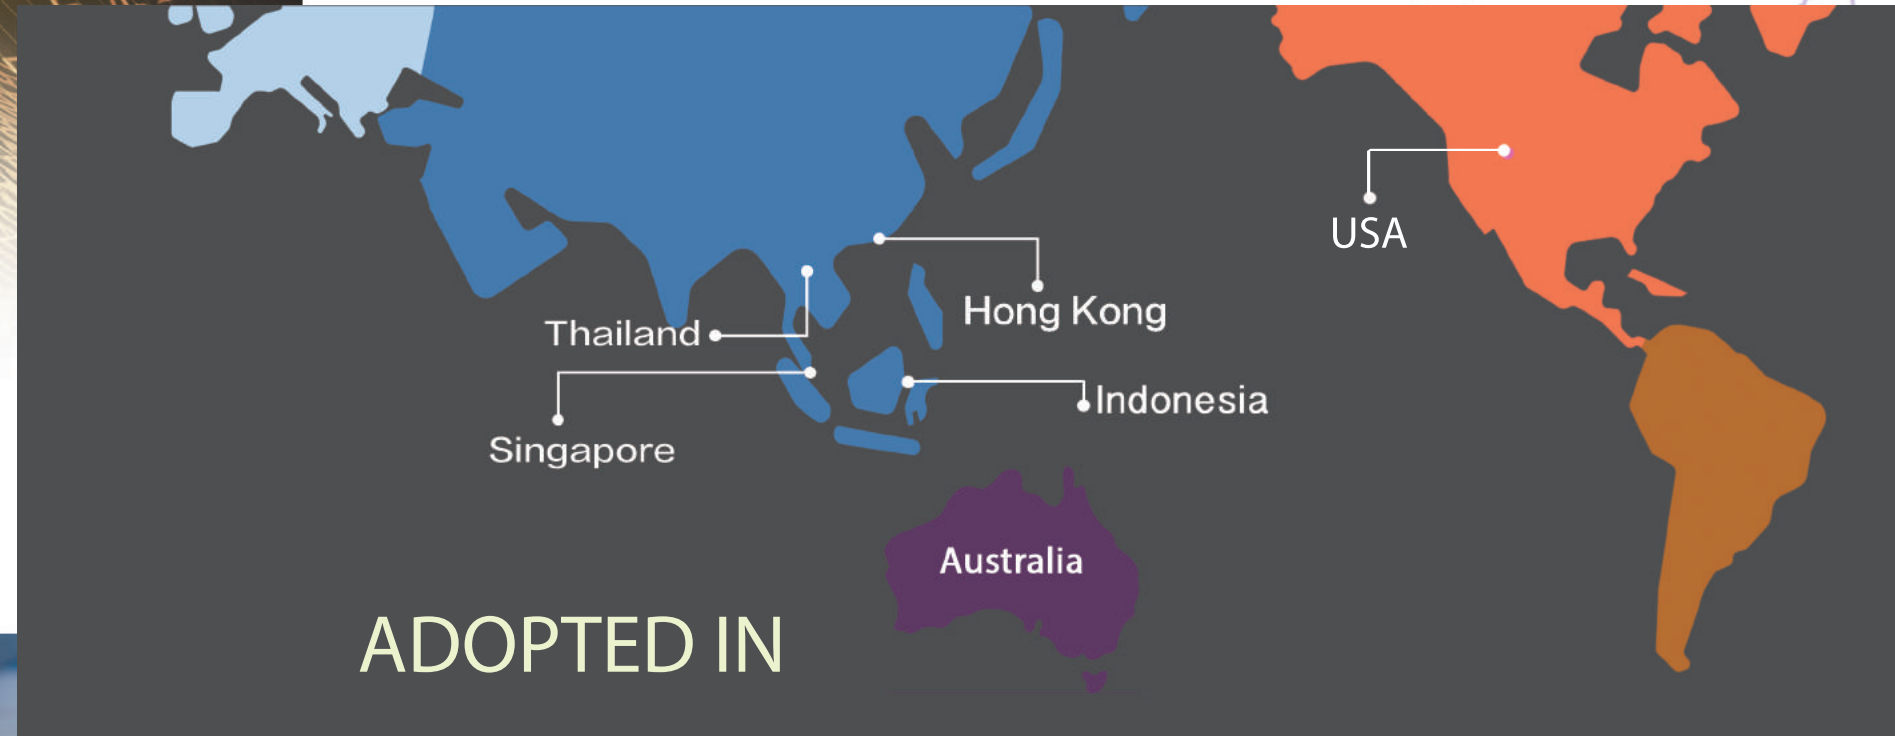 USA
Hong Kong
Thailand
Indonesia
Singapore
Australia
ADOPTED IN